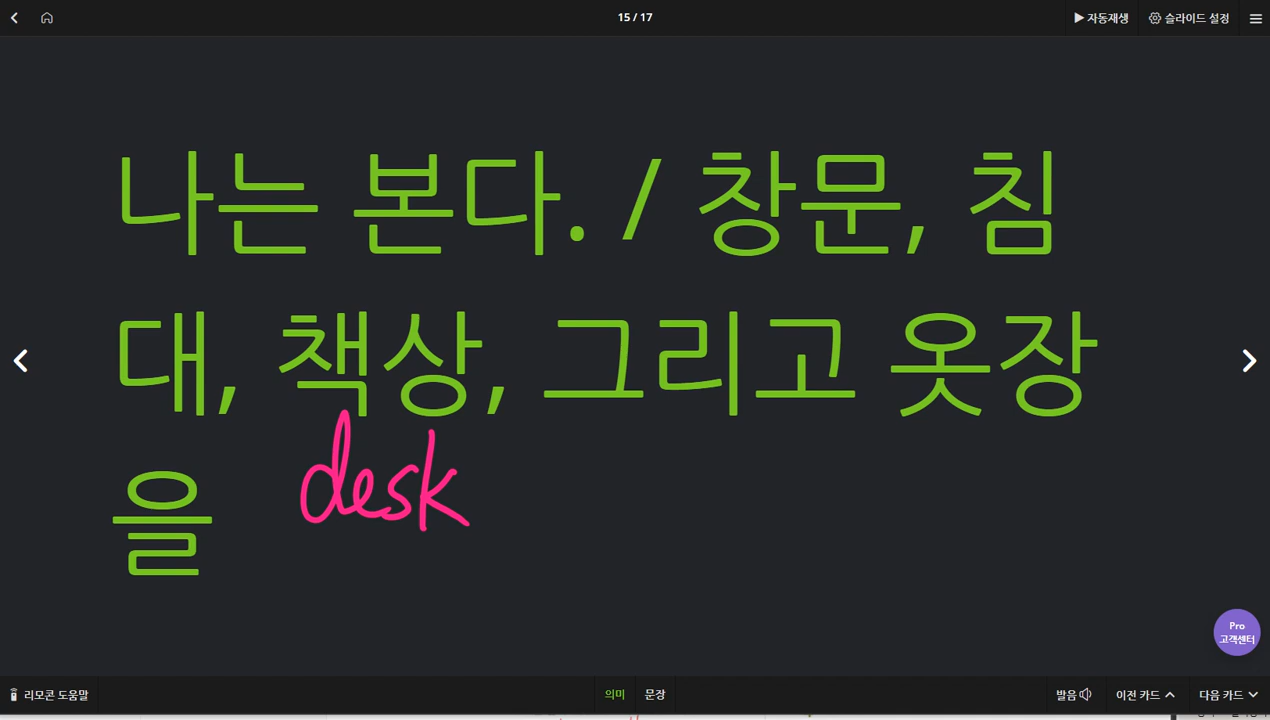 15 / 17
자동재생
슬라이드 설정
나는 본다. / 창문, 침
대, 책상, 그리고 옷장
desk
을
Pro
고객센터
리모콘 도움말
의미
문장
발음
이전 카드
다음 카드